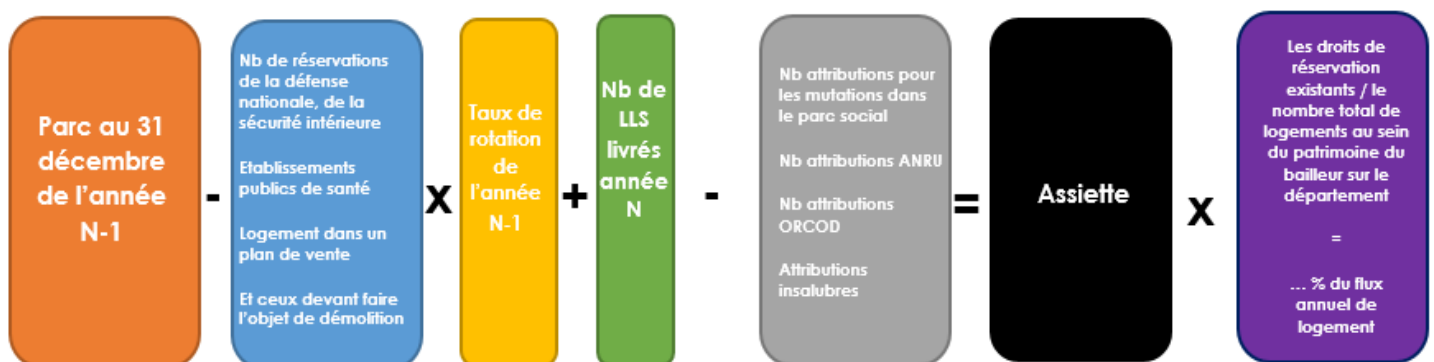 Parc au 31
décembre
de l'année
N-1
-
Nb de réservations
de la défense
nationale, de la
sécurité intérieure
Etablissements
publics de santé
Logement dans un
plan de vente
Et ceux devant faire
l'objet de démolition
x
Taux de
rotation
de
l'année
N-1
+
Nb de
LLS
livrés
année
N
-
Nb attributions pour
les mutations dans
le parc social
Nb attributions ANRU
Nb attributions
ORCOD
Attributions
insalubres
=
Assiette
x
Les droits de
réservation
existants / le
nombre total de
logements au sein
du patrimoine du
bailleur sur le
département
=
... % du flux
annuel de
logement